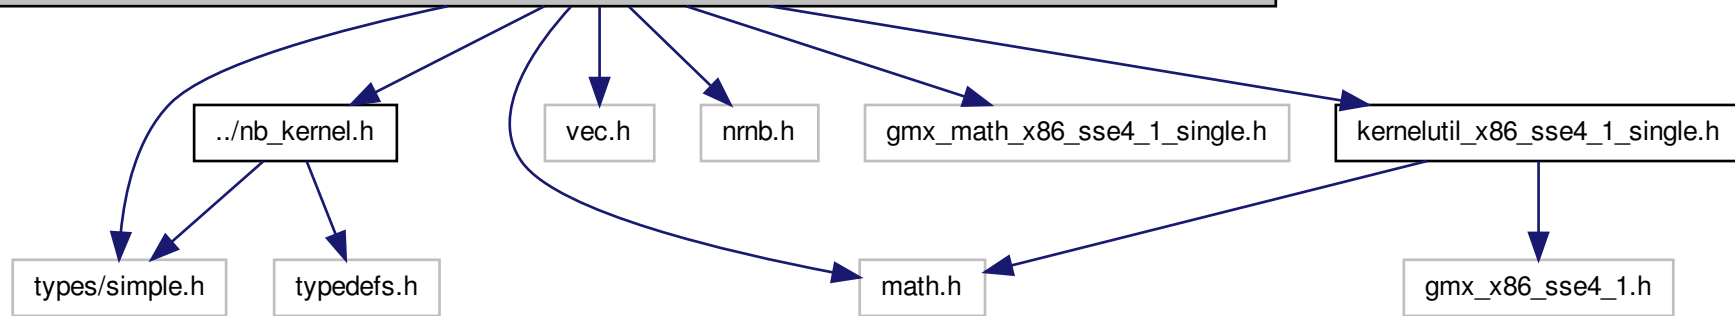 ../nb_kernel.h
vec.h
nrnb.h
gmx_math_x86_sse4_1_single.h
kernelutil_x86_sse4_1_single.h
types/simple.h
typedefs.h
math.h
gmx_x86_sse4_1.h